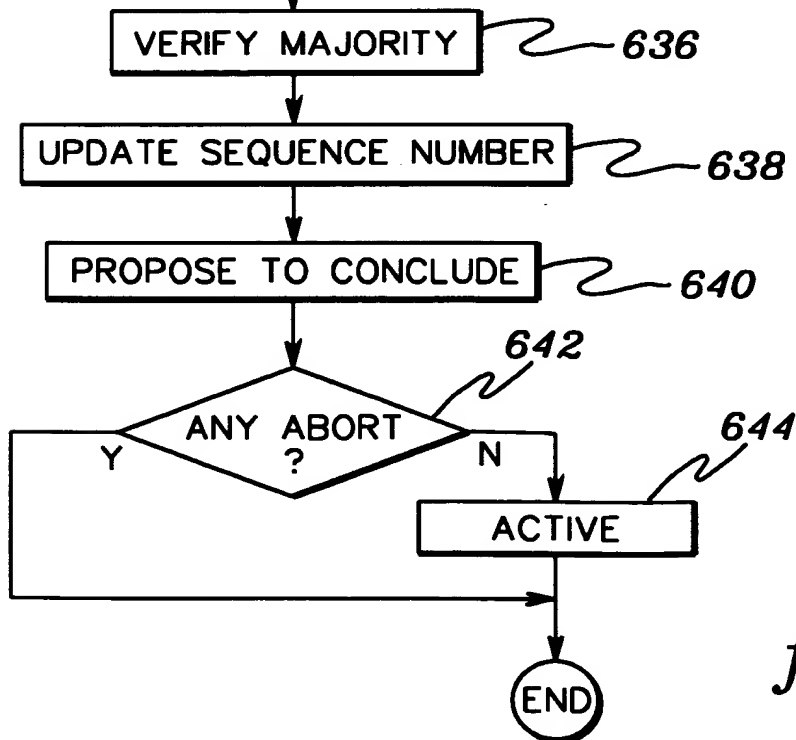 VERIFY MAJORITY
636
UPDATE SEQUENCE NUMBER
638
PROPOSE TO CONCLUDE
640
642
ANY ABORT
?
Y
N
644
ACTIVE
END